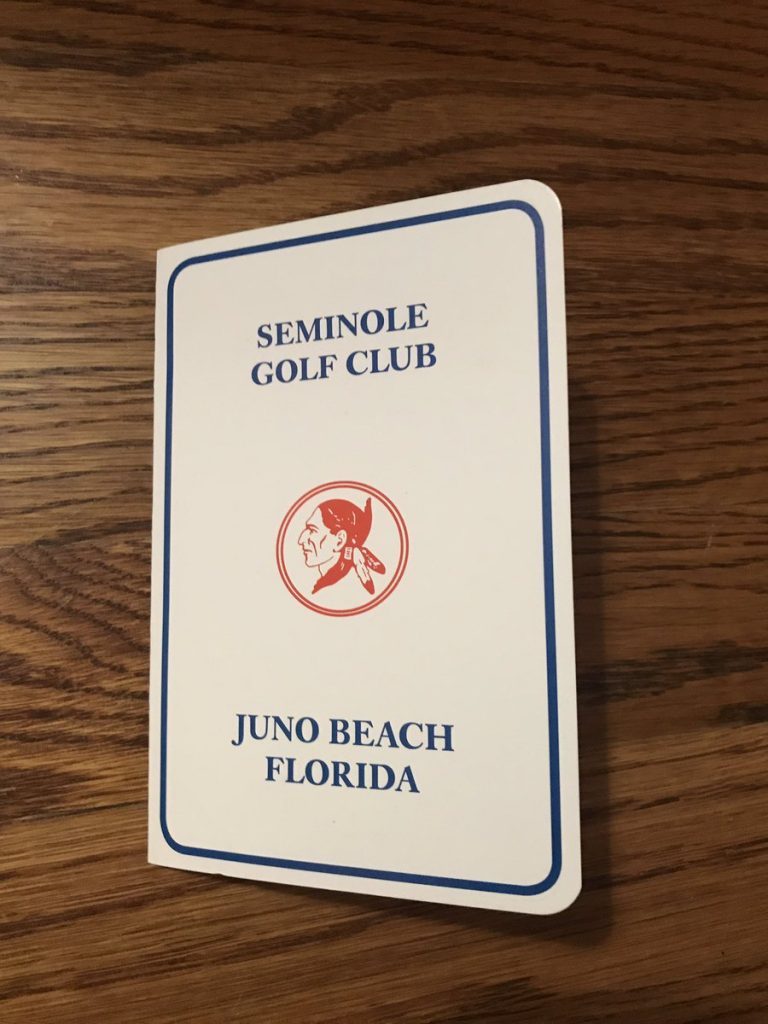 SEMINOLE
GOLF CLUB
JUNO BEACH
FLORIDA